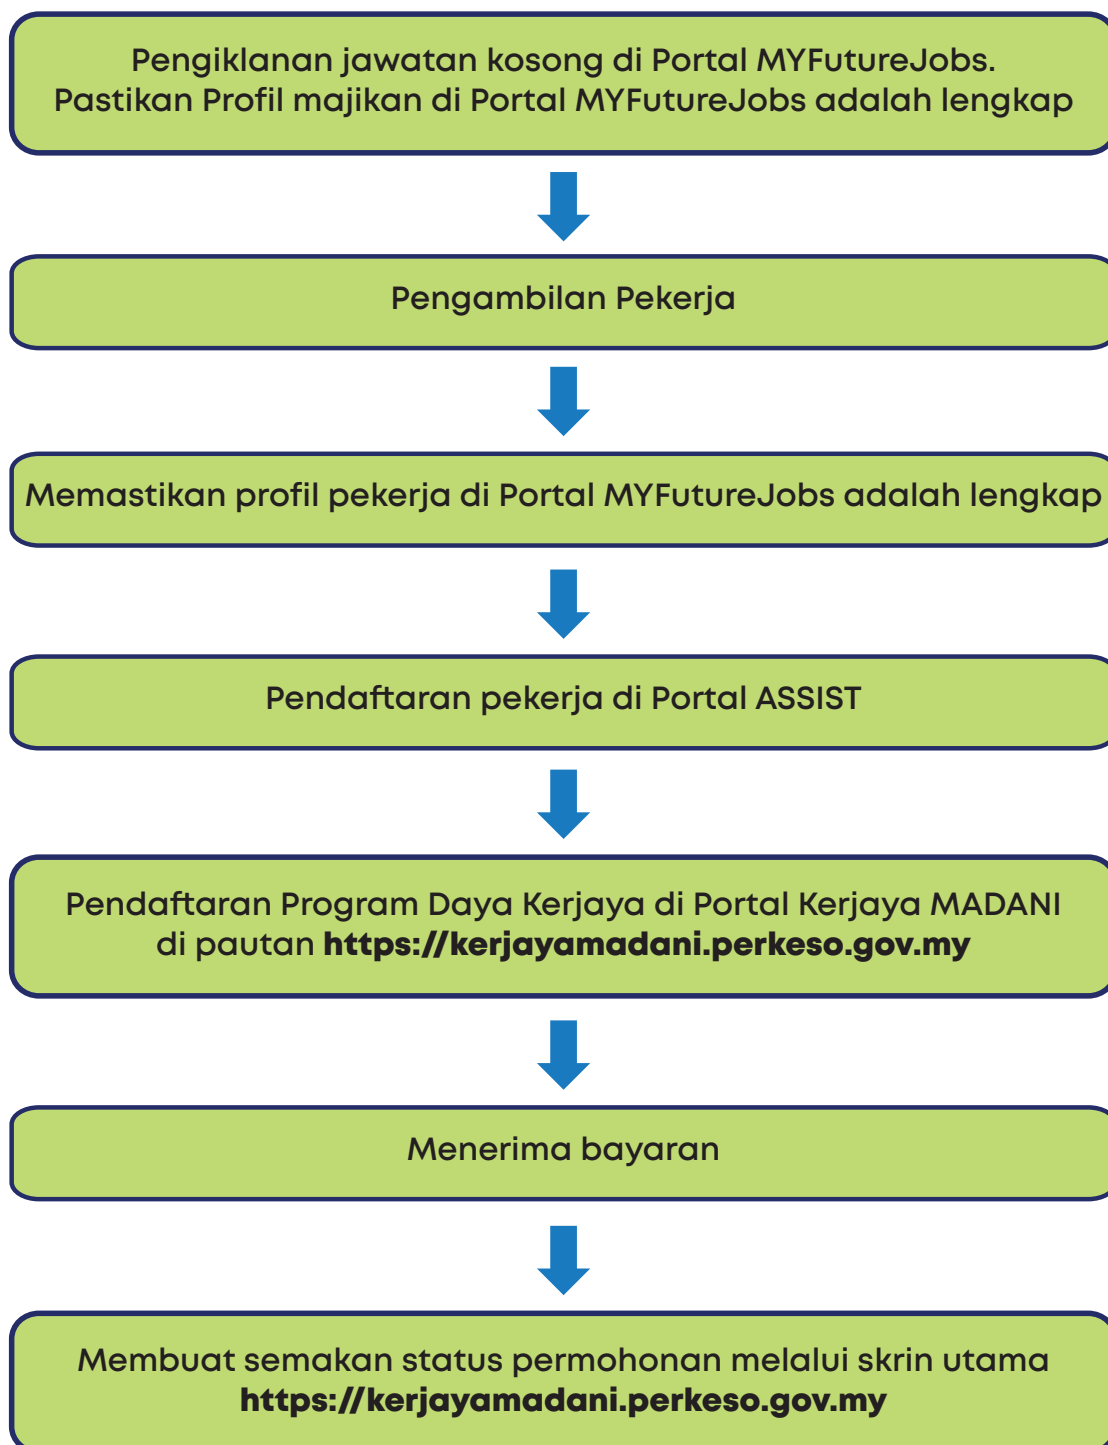 Pengiklanan jawatan kosong di Portal MYFutureJobs.
Pastikan Profil majikan di Portal MYFutureJobs adalah lengkap
Pengambilan Pekerja
Memastikan profil pekerja di Portal MYFutureJobs adalah lengkap
Pendaftaran pekerja di Portal ASSIST
Pendaftaran Program Daya Kerjaya di Portal Kerjaya MADANI
di pautan https://kerjayamadani.perkeso.gov.my
Menerima bayaran
Membuat semakan status permohonan melalui skrin utama
https://kerjayamadani.perkeso.gov.my